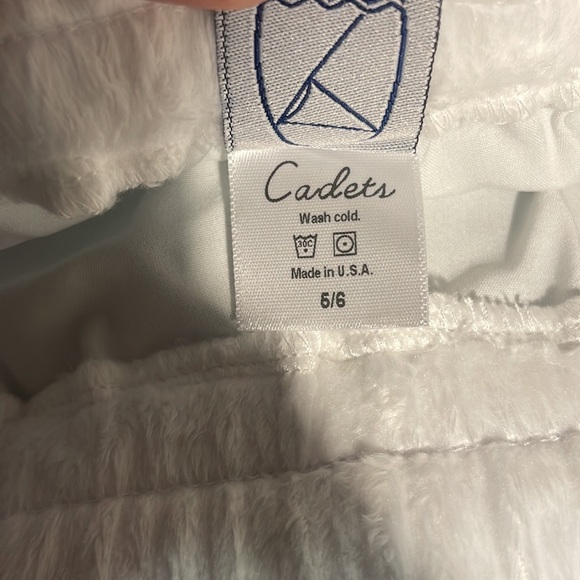 Cadets
Wash cold.
30C
Made in U.S.A.
5/6